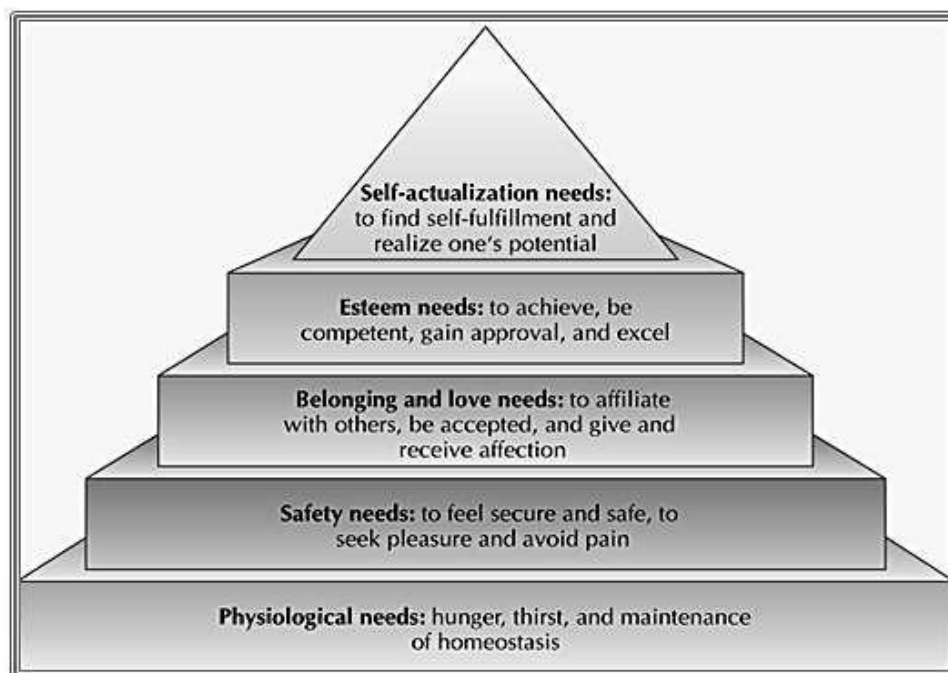 Self-actualization needs:
to find self-fulfillment and
realize one's potential
Esteem needs: to achieve, be
competent, gain approval, and excel
Belonging and love needs: to affiliate
with others, be accepted, and give and
receive affection
Safety needs: to feel secure and safe, to
seek pleasure and avoid pain
Physiological needs: hunger, thirst, and maintenance
of homeostasis